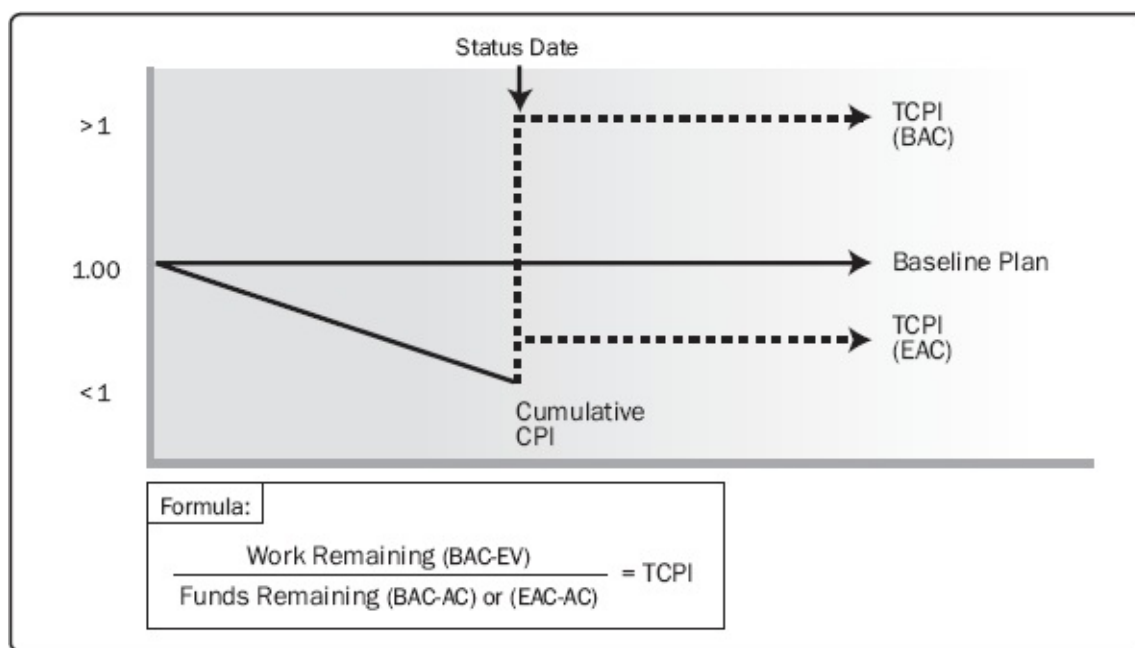 Status Date
>1
TCPI
(BAC)
1.00
Baseline Plan
TCPI
(EAC)
<1
Cumulative
CPI
Formula:
Work Remaining (BAC-EV)
= TCPI
Funds Remaining (BAC-AC) or (EAC-AC)